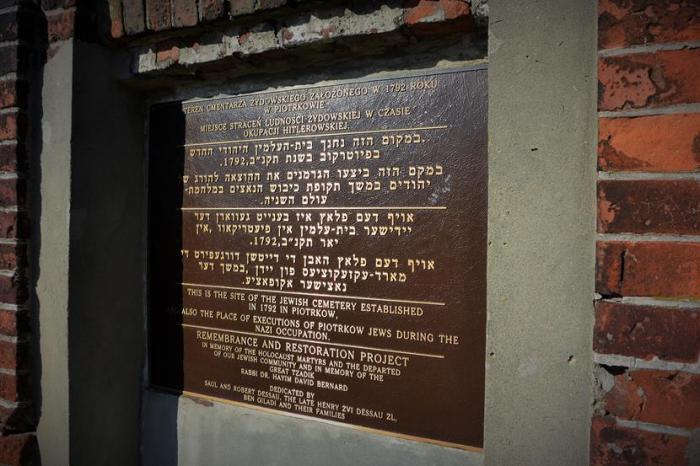 TEREN CMENTARZA ŻYDOWSKIEGO ZAŁOŻONEGO W 1792 ROKU
W PIOTRKOWIE
MIEJSCE STRACEŃ LUDNOŚCI ŻYDOWSKIEJ W CZASIE
OKUPACJI HITLEROWSKIEJ.
במקום הזה נחנך בית-העלמין היהודי החדש
בפיוטרקוב בשנת תקנ״ב, 1792.
במקם הזה ביצעו הגרמנים את ההוצאה להורג של
יהודים במשך תקופת כיבוש הנאצים במלחמת-
עולם השניה.
אויף דעם פלאץ איז בענייט געווארן דער
יידישער בית-עלמין אין פיעטריקאוו, אין
יאר תקנ״ב, 1792.
אויף דעם פלאץ האבן די דייטשן דורגעפירט די
מארד-עקזעקוציעס פון יידן, במשך דער
נאצישער אקופאציע.
THIS IS THE SITE OF THE JEWISH CEMETERY ESTABLISHED
IN 1792 IN PIOTRKOW,
ALSO THE PLACE OF EXECUTIONS OF PIOTRKOW JEWS DURING THE
NAZI OCCUPATION.
REMEMBRANCE AND RESTORATION PROJECT
IN MEMORY OF THE HOLOCAUST MARTYRS AND THE DEPARTED
OF OUR JEWISH COMMUNITY AND IN MEMORY OF THE
GREAT TZADIK
RABBI DR. HAYIM DAVID BERNARD
DEDICATED BY
SAUL AND ROBERT DESSAU, THE LATE HENRY ZVI DESSAU ZL,
BEN GILADI AND THEIR FAMILIES